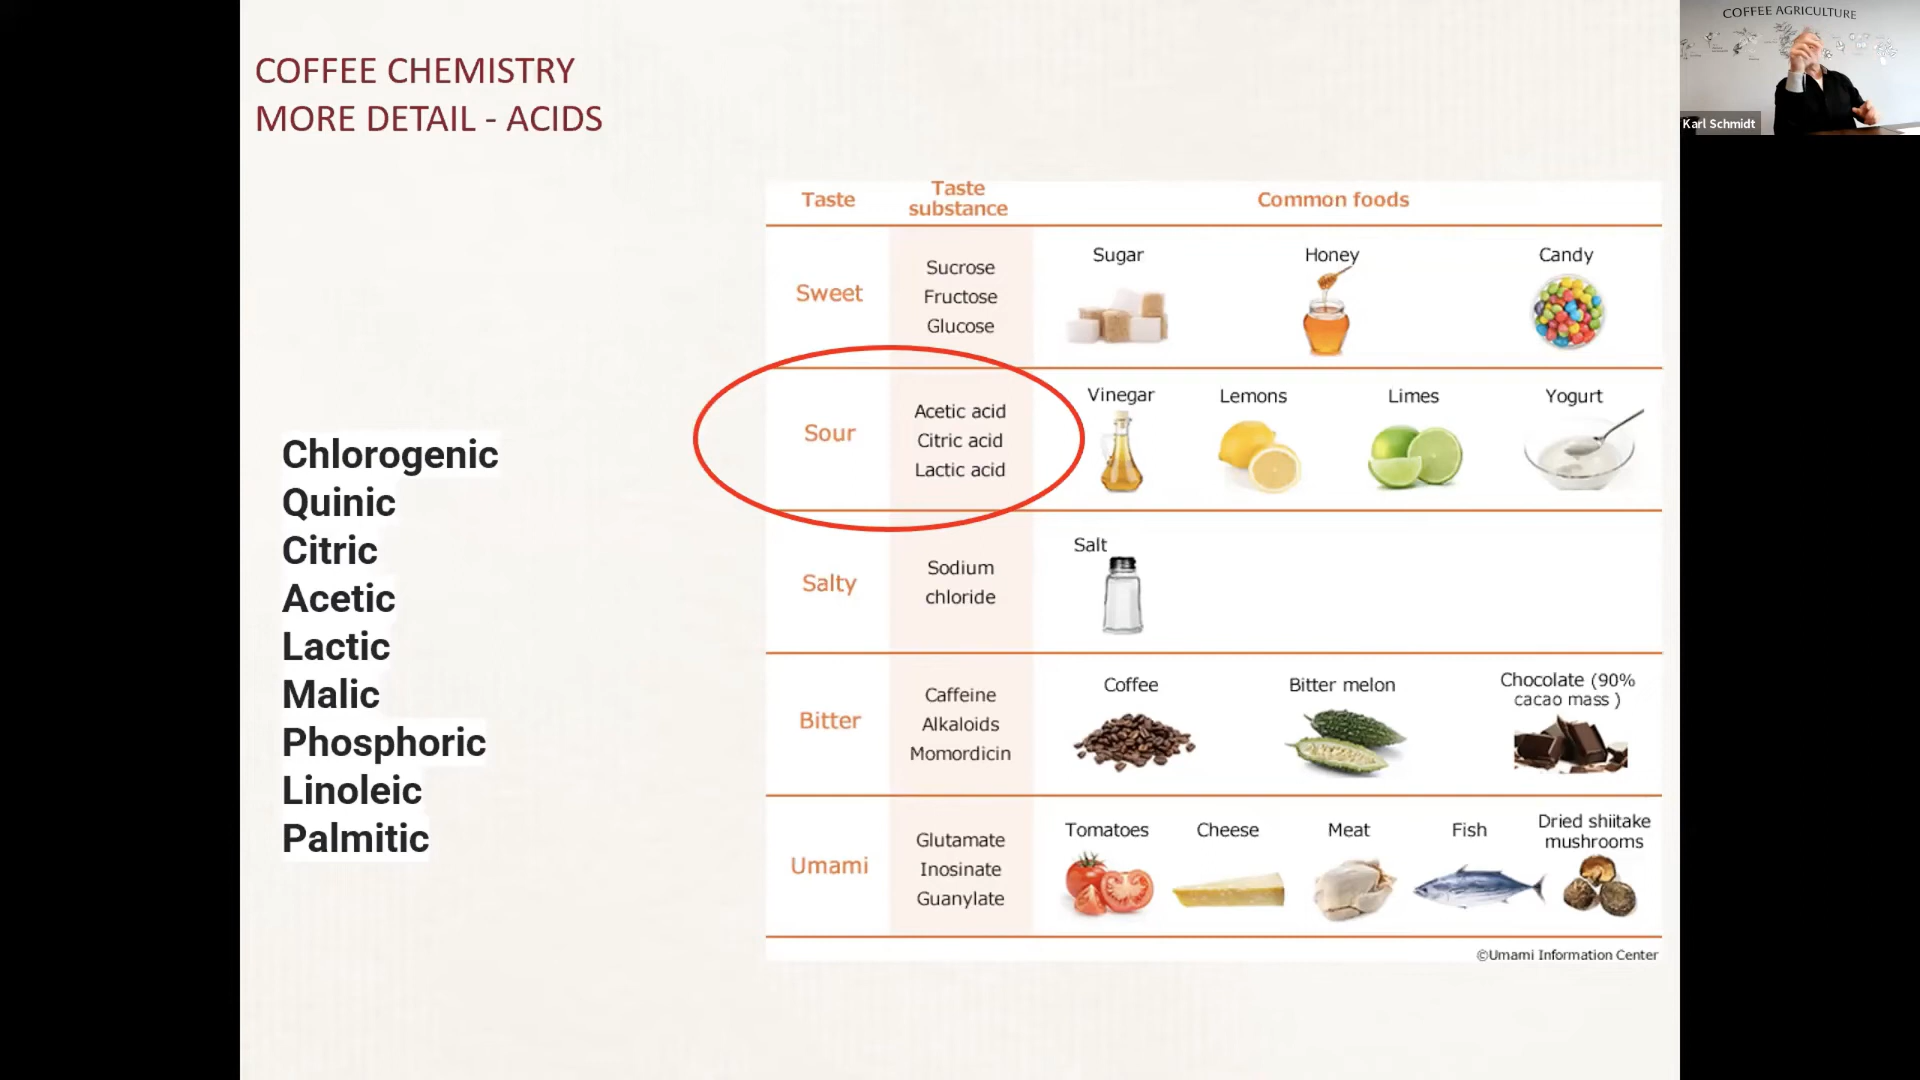 COFFEE CHEMISTRY
MORE DETAIL - ACIDS
COFFEE AGRICULTURE
Karl Schmidt
Chlorogenic
Quinic
Citric
Acetic
Lactic
Malic
Phosphoric
Linoleic
Palmitic
Taste
Taste
substance
Common foods
Sweet
Sucrose
Fructose
Glucose
Sugar
Honey
Candy
Sour
Acetic acid
Citric acid
Lactic acid
Vinegar
Lemons
Limes
Yogurt
Salty
Sodium
chloride
Salt
Bitter
Caffeine
Alkaloids
Momordicin
Coffee
Bitter melon
Chocolate (90%
cacao mass )
Umami
Glutamate
Inosinate
Guanylate
Tomatoes
Cheese
Meat
Fish
Dried shiitake
mushrooms
©Umami Information Center